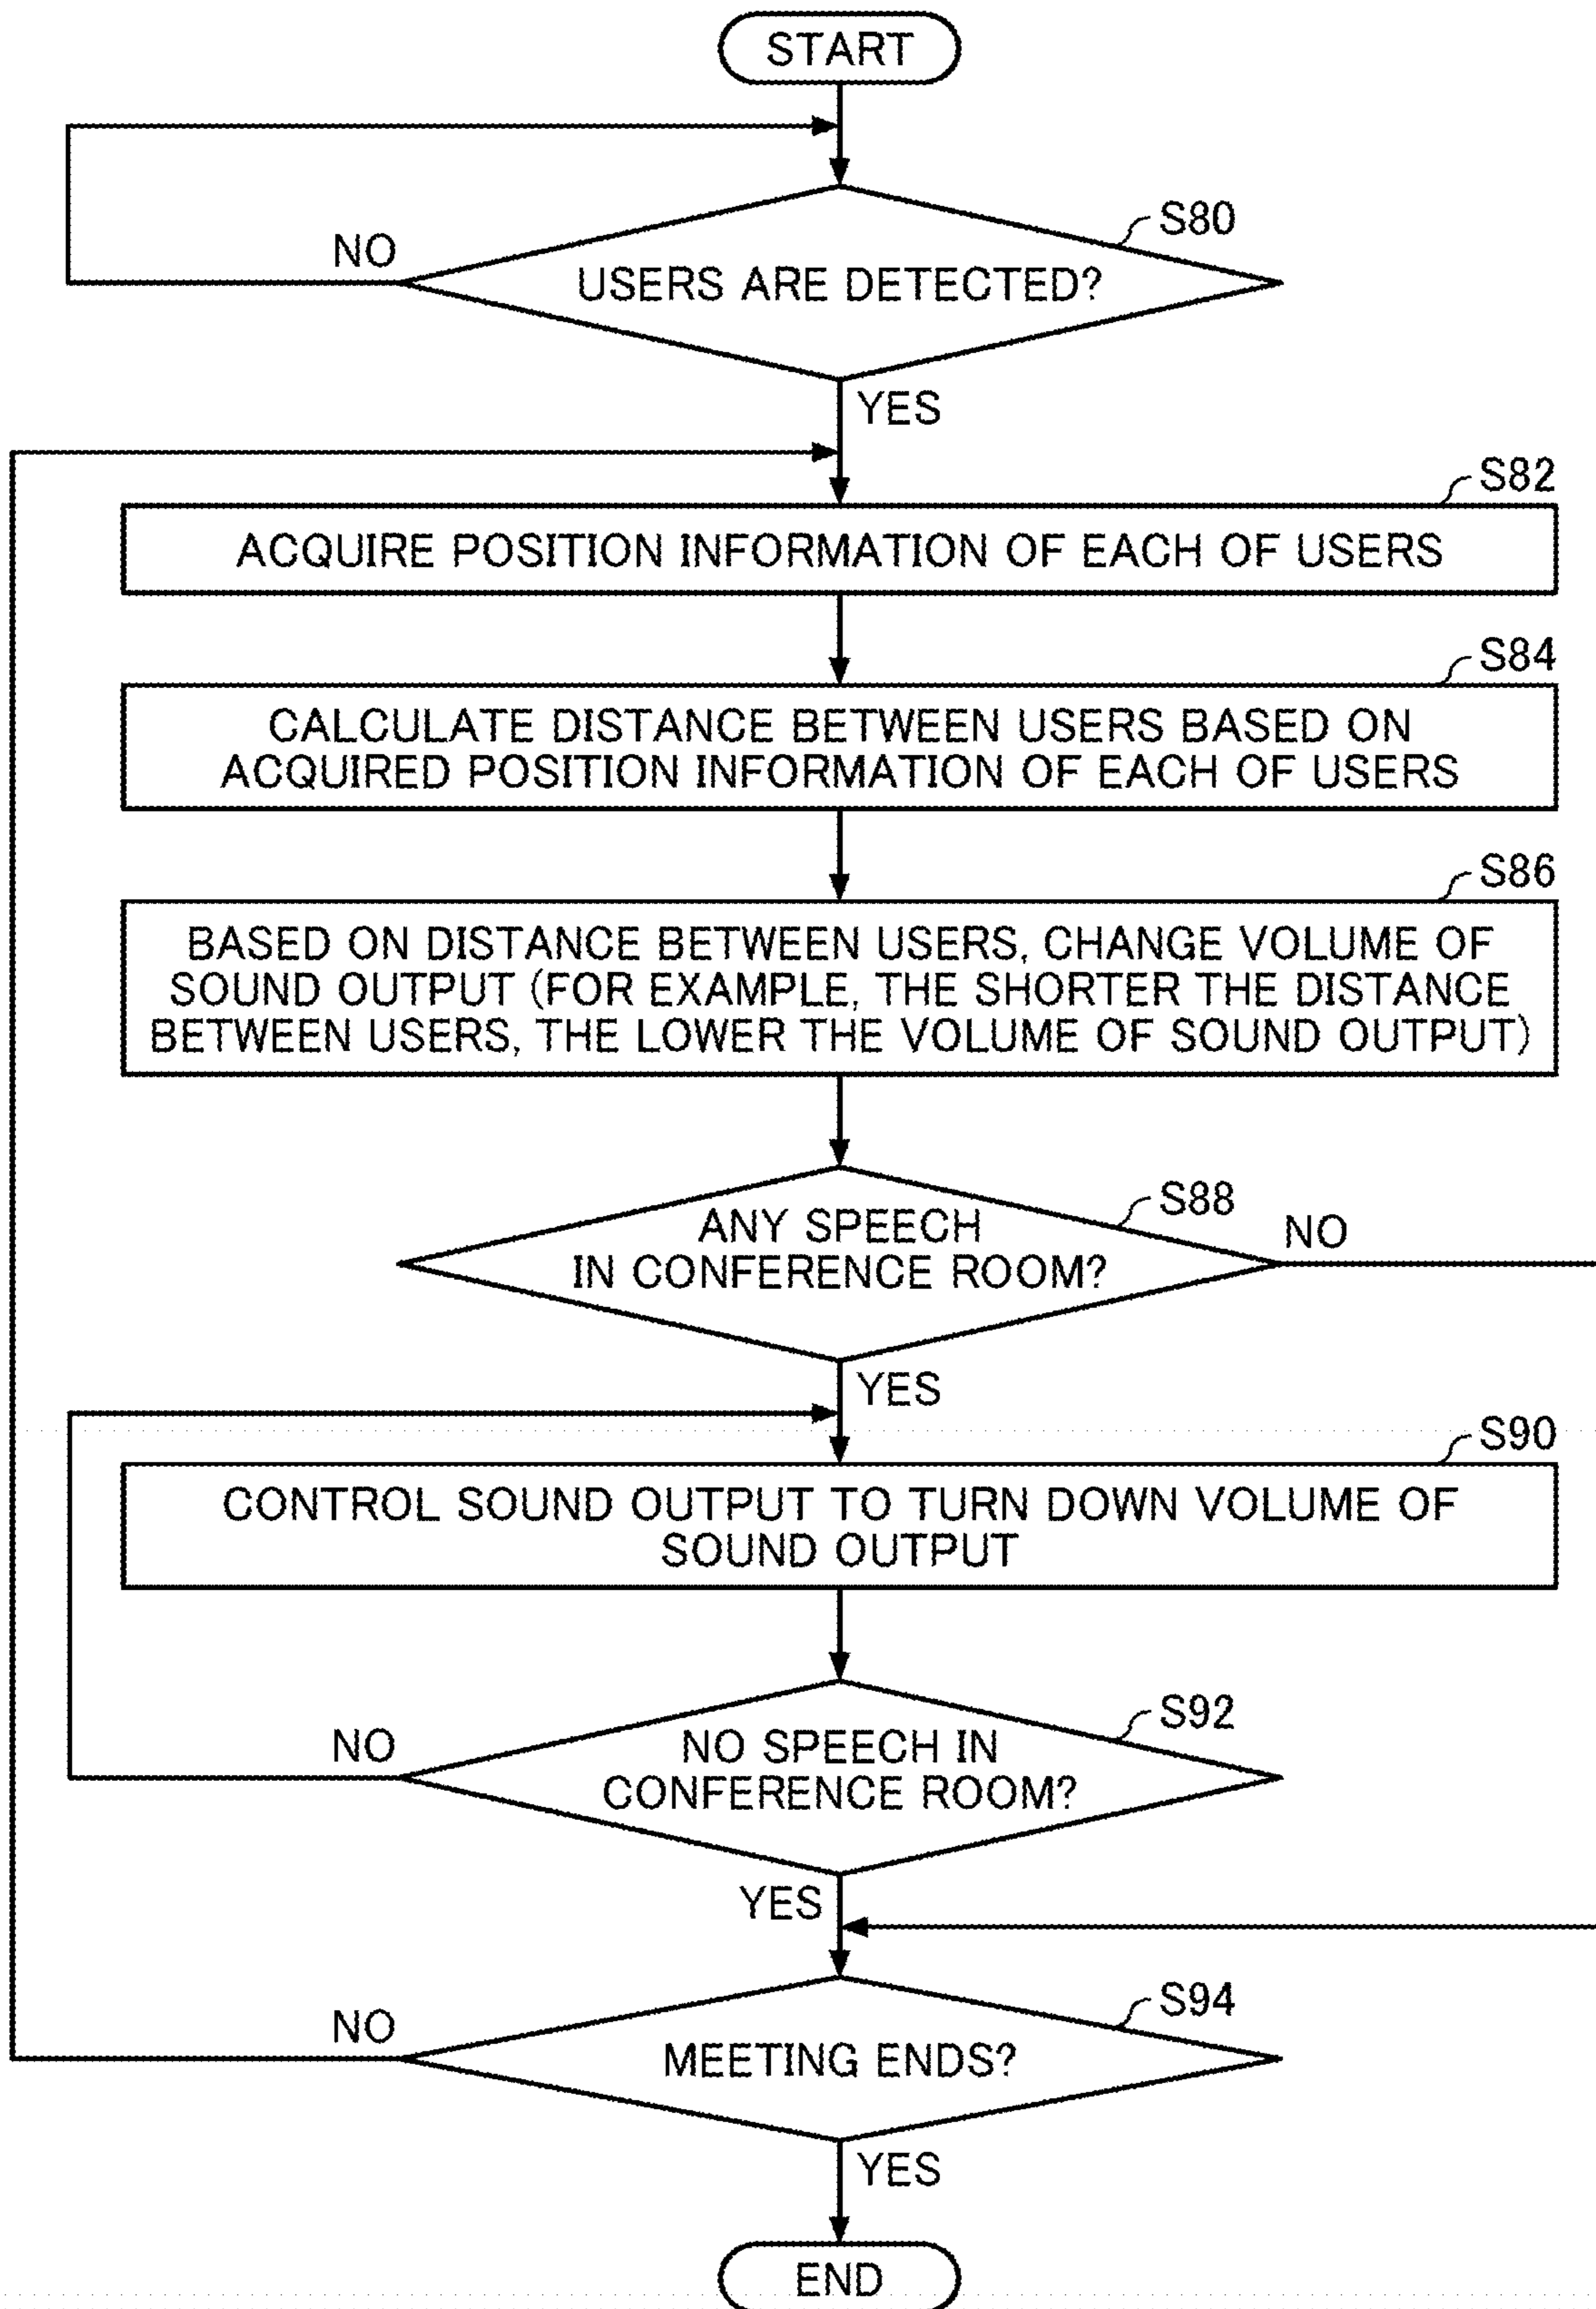 START
S80
NO
USERS ARE DETECTED?
YES
S82
ACQUIRE POSITION INFORMATION OF EACH OF USERS
S84
CALCULATE DISTANCE BETWEEN USERS BASED ON
ACQUIRED POSITION INFORMATION OF EACH OF USERS
S86
BASED ON DISTANCE BETWEEN USERS, CHANGE VOLUME OF
SOUND OUTPUT (FOR EXAMPLE, THE SHORTER THE DISTANCE
BETWEEN USERS, THE LOWER THE VOLUME OF SOUND OUTPUT)
S88
ANY SPEECH
IN CONFERENCE ROOM?
NO
YES
S90
CONTROL SOUND OUTPUT TO TURN DOWN VOLUME OF
SOUND OUTPUT
S92
NO
NO SPEECH IN
CONFERENCE ROOM?
YES
S94
NO
MEETING ENDS?
YES
END